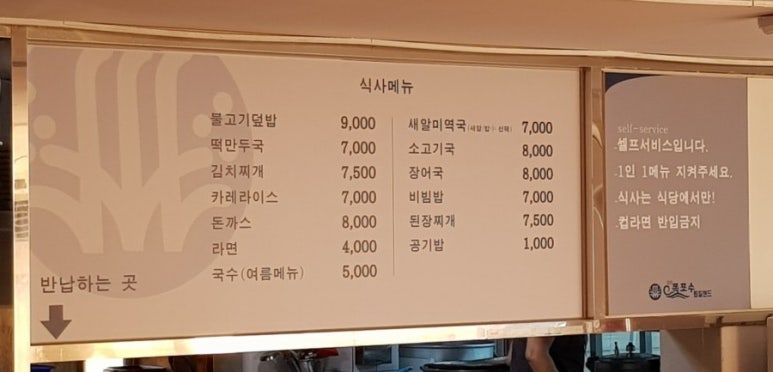 식사메뉴
불고기덮밥 9,000
떡만두국 7,000
김치찌개 7,500
카레라이스 7,000
돈까스 8,000
라면 4,000
국수(여름메뉴) 5,000
새알미역국 7,000
소고기국 8,000
장어국 8,000
비빔밥 7,000
된장찌개 7,500
공기밥 1,000
반납하는 곳
self-service
셀프서비스입니다.
1인 1메뉴 지켜주세요.
식사는 식당에서만!
컵라면 반입금지
폭포수